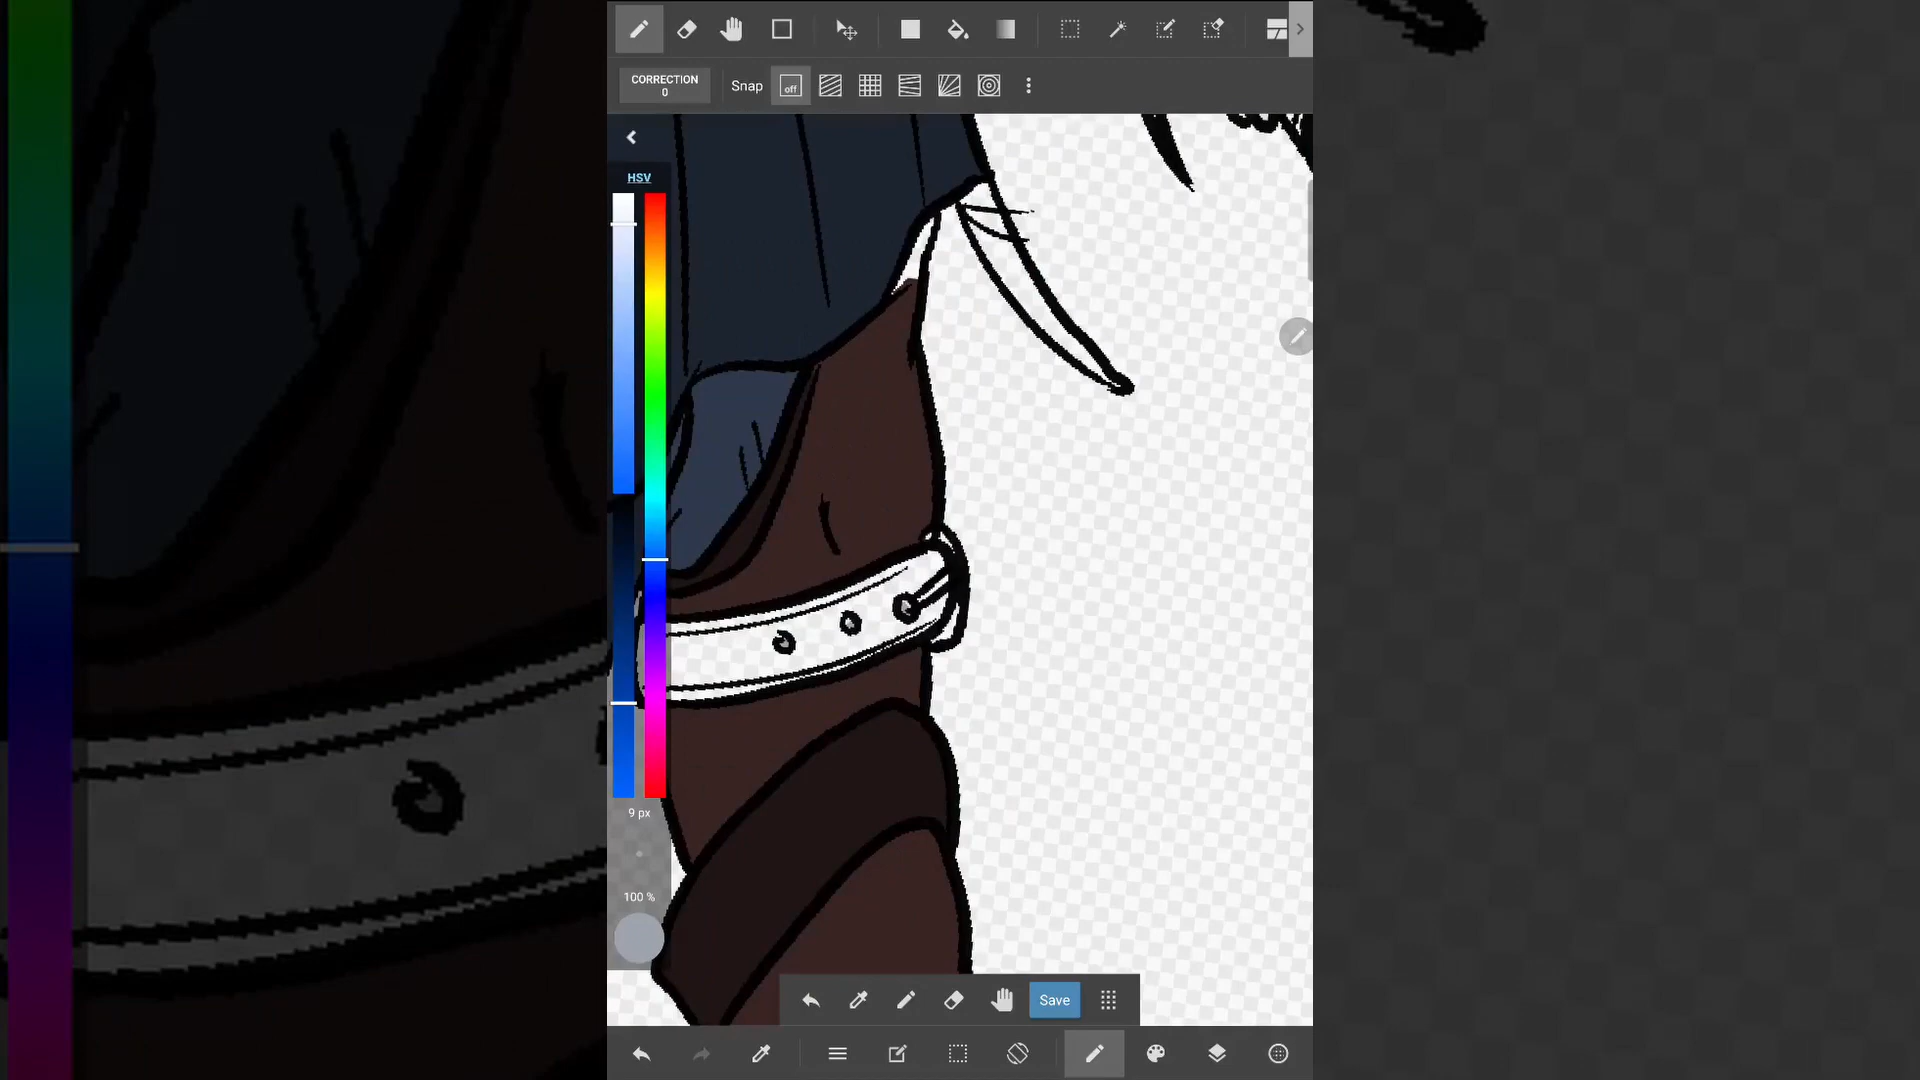 CORRECTION
0
Snap
off
HSV
9 px
100 %
Save